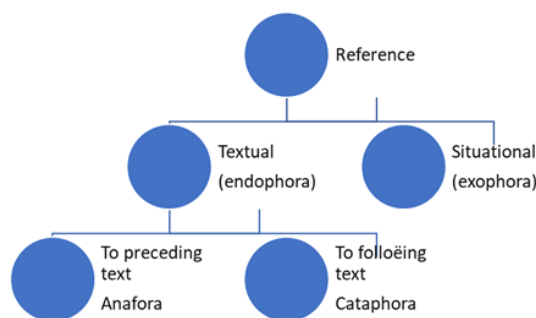 Reference
Textual
(endophora)
Situational
(exophora)
To preceding
text
Anafora
To folloëing
text
Cataphora